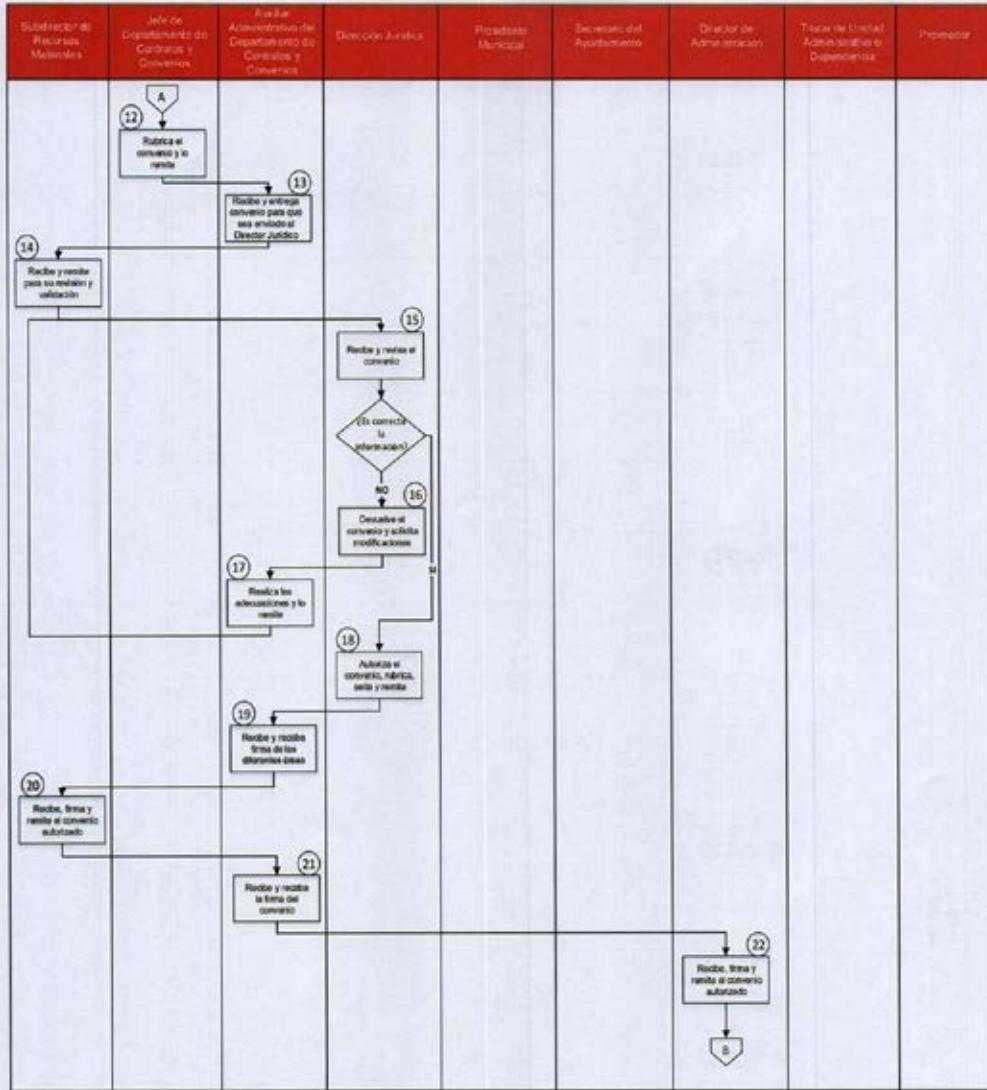 Subdirector de
Recursos
Materiales
Jefe de
Departamento de
Contratos y
Convenios
Auxiliar
Administrativo del
Departamento de
Contratos y
Convenios
Dirección Jurídica
Presidente
Municipal
Secretario del
Ayuntamiento
Director de
Administración
Titular de Unidad
Administrativa o
Dependencia
Proveedor
A
12
Rubrica el
convenio y lo
remite
13
Recibe y entrega
convenio para que
sea enviado al
Director Jurídico
14
Recibe y remite
para su revisión y
validación
15
Recibe y revisa el
convenio
¿Es correcta
la
información?
NO
16
Devuelve el
convenio y solicita
modificaciones
SI
17
Realiza las
adecuaciones y lo
remite
18
Autoriza el
convenio, rubrica,
sella y remite
19
Recibe y recaba
firma de las
diferentes áreas
20
Recibe, firma y
remite el convenio
autorizado
21
Recibe y recaba
la firma del
convenio
22
Recibe, firma y
remite el convenio
autorizado
B